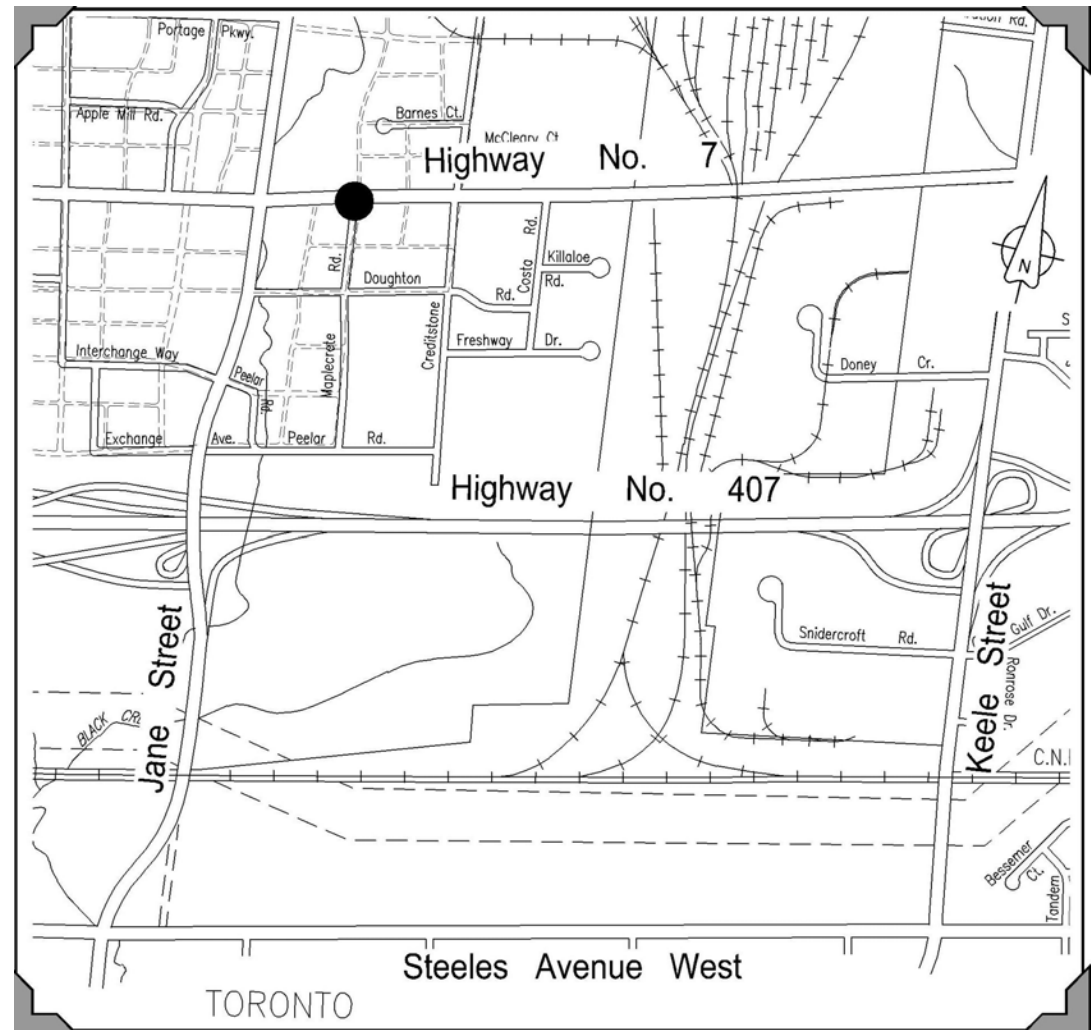 Portage Pkwy.
Apple Mill Rd.
Barnes Ct.
McCleary Ct
Highway No. 7
Rd.
Costa
Killaloe
Rd.
Rd.
Doughton
Rd.
Creditstone
Freshway Dr.
Maplecrete
Interchange Way
Peelar
Rd.
Exchange Ave.
Peelar Rd.
N
Doney Cr.
Highway No. 407
Jane Street
Snidercroft Rd.
Gulf Dr.
Ronrose Dr.
Keele Street
BLACK
C.N.
Bessemer
Ct.
Tandem
Steeles Avenue West
TORONTO